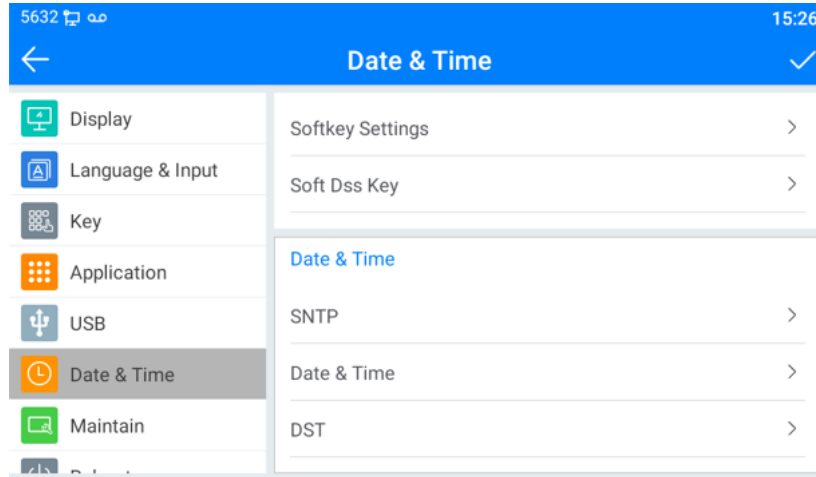 5632 15:26
Date & Time
Display
Language & Input
Key
Application
USB
Date & Time
Maintain
Softkey Settings
Soft Dss Key
Date & Time
SNTP
Date & Time
DST